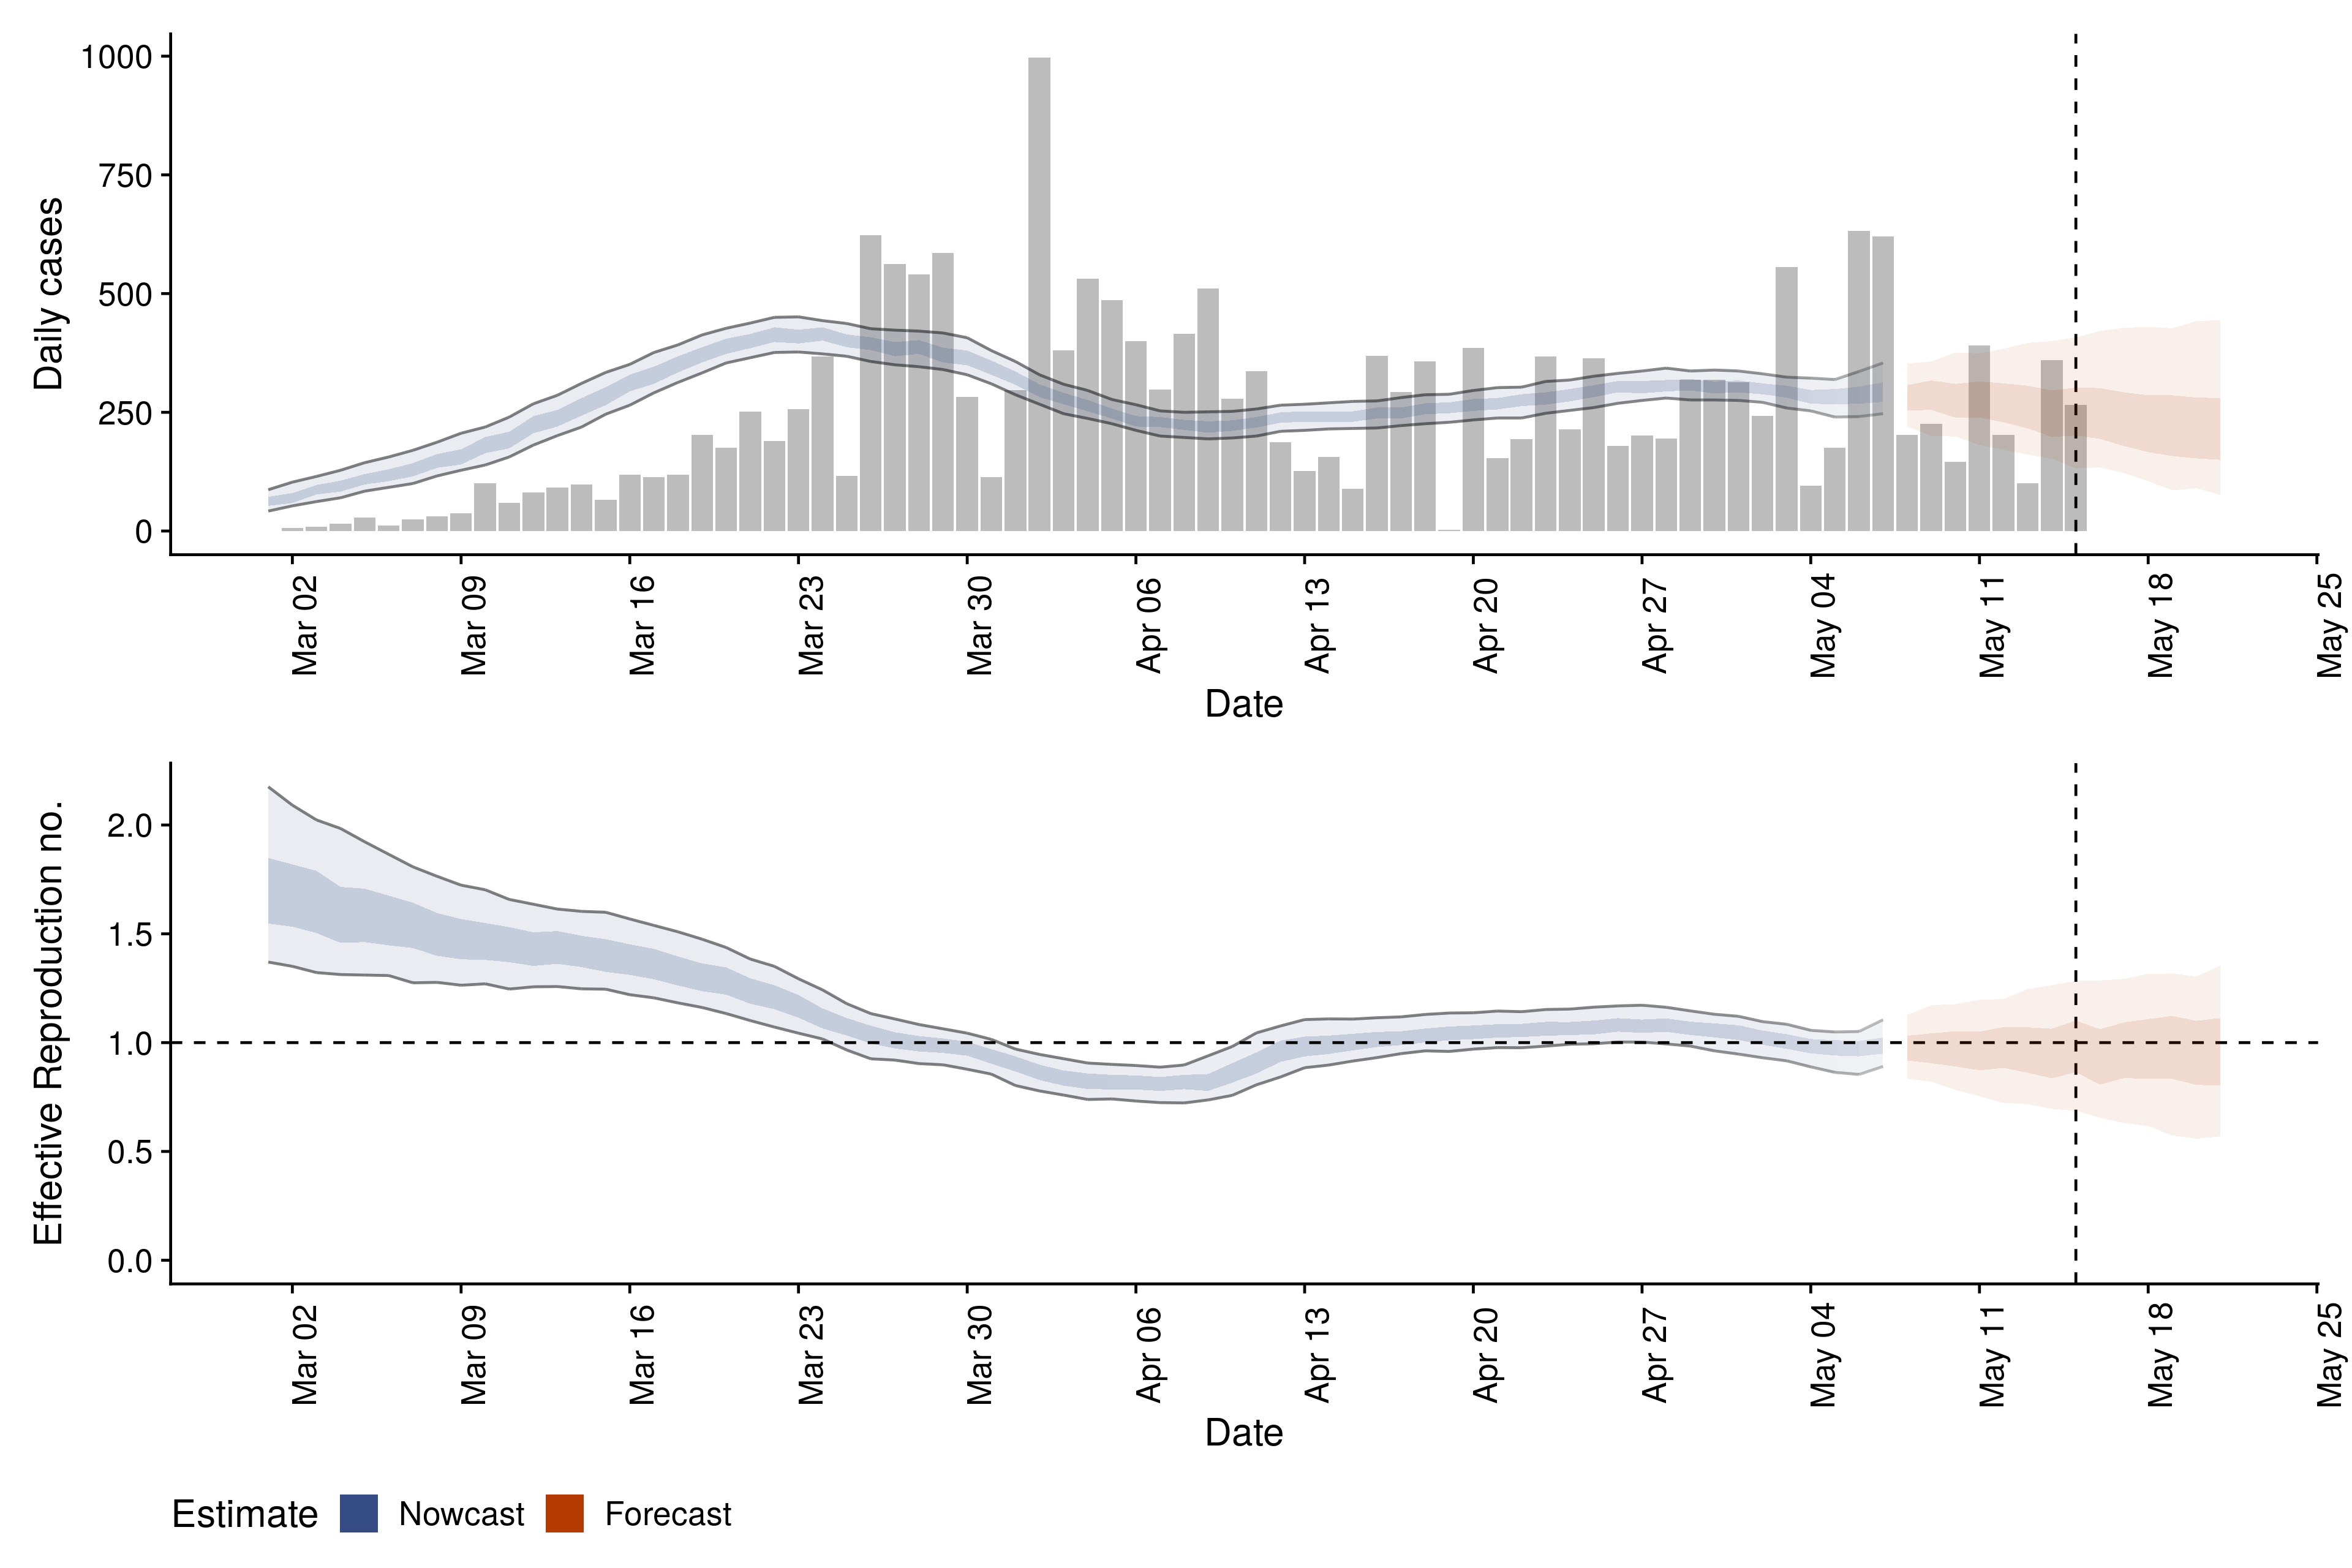 1000
750
500
250
0
Daily cases
Mar 02
Mar 09
Mar 16
Mar 23
Mar 30
Apr 06
Apr 13
Apr 20
Apr 27
May 04
May 11
May 18
May 25
Date
2.0
1.5
1.0
0.5
0.0
Effective Reproduction no.
Mar 02
Mar 09
Mar 16
Mar 23
Mar 30
Apr 06
Apr 13
Apr 20
Apr 27
May 04
May 11
May 18
May 25
Date
Estimate Nowcast Forecast